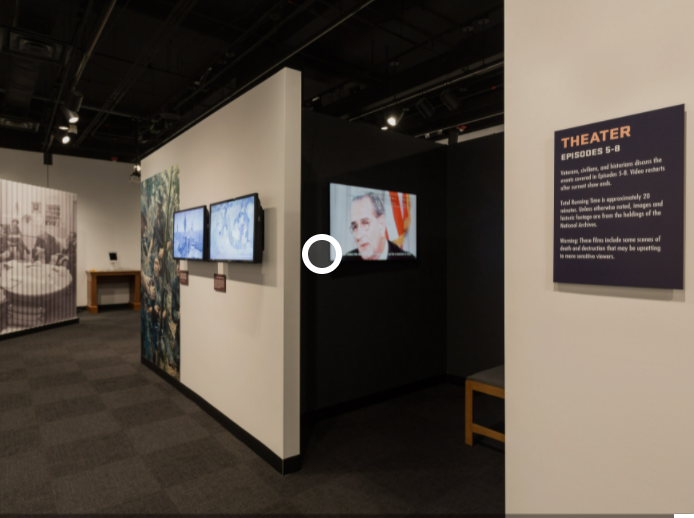 THEATER
EPISODES 5-8
Veterans, civilians, and historians discuss the
events covered in Episodes 5-8. Video restarts
after current show ends.
Total Running Time is approximately 20
minutes. Unless otherwise noted, images and
historic footage are from the holdings of the
National Archives.
Warning: These films include some scenes of
death and destruction that may be upsetting
to more sensitive viewers.